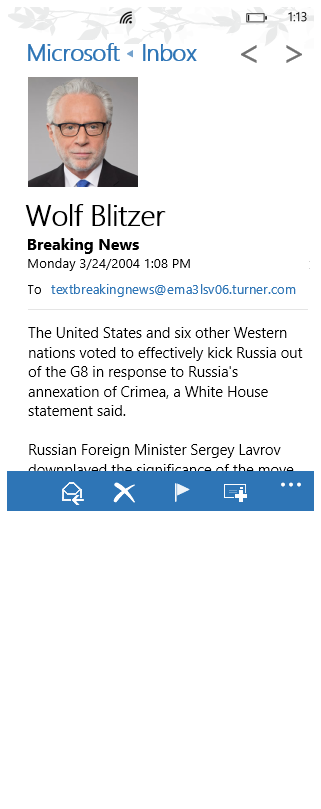 1:13
Microsoft ◂ Inbox
Wolf Blitzer
Breaking News
Monday 3/24/2004 1:08 PM
To textbreakingnews@ema3lsv06.turner.com
The United States and six other Western
nations voted to effectively kick Russia out
of the G8 in response to Russia's
annexation of Crimea, a White House
statement said.
Russian Foreign Minister Sergey Lavrov
downplayed the significance of the move